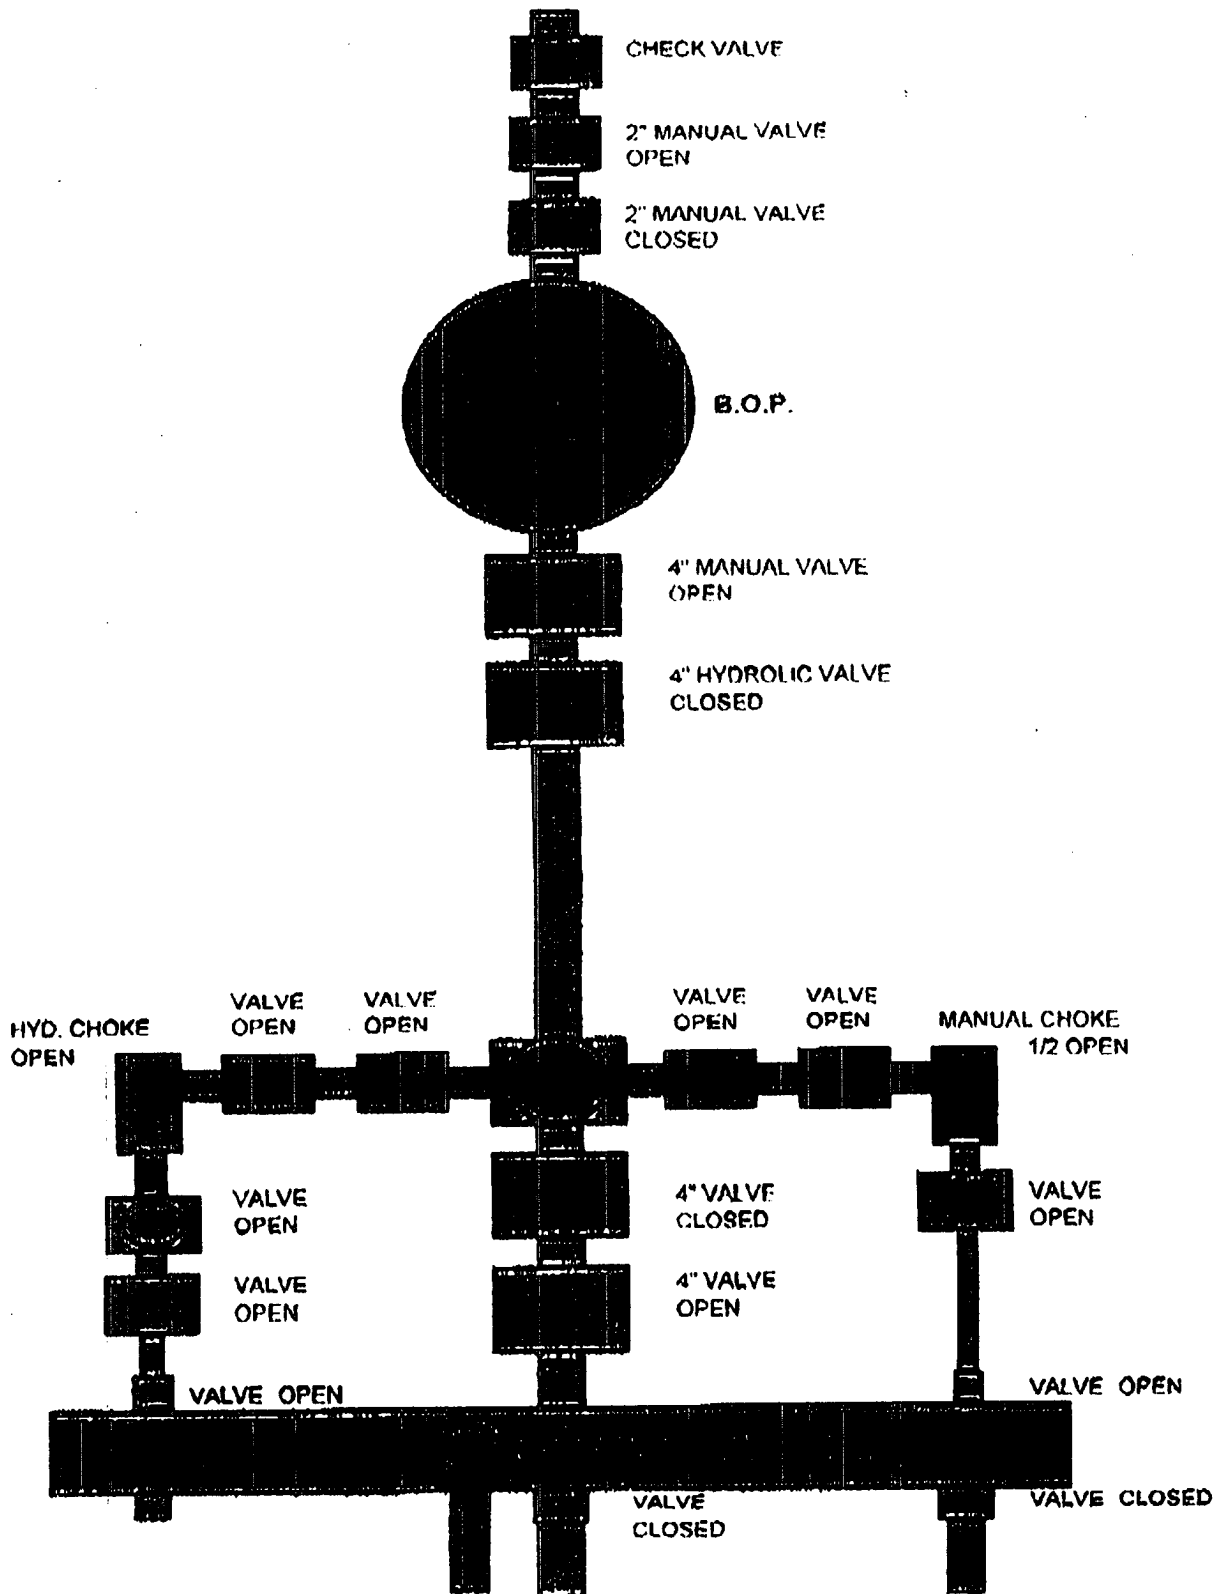 CHECK VALVE
2" MANUAL VALVE
OPEN
2" MANUAL VALVE
CLOSED
B.O.P.
4" MANUAL VALVE
OPEN
4" HYDROLIC VALVE
CLOSED
HYD. CHOKE
OPEN
VALVE
OPEN
VALVE
OPEN
VALVE
OPEN
VALVE
OPEN
MANUAL CHOKE
1/2 OPEN
VALVE
OPEN
4" VALVE
CLOSED
VALVE
OPEN
VALVE
OPEN
4" VALVE
OPEN
VALVE OPEN
VALVE OPEN
VALVE
CLOSED
VALVE CLOSED